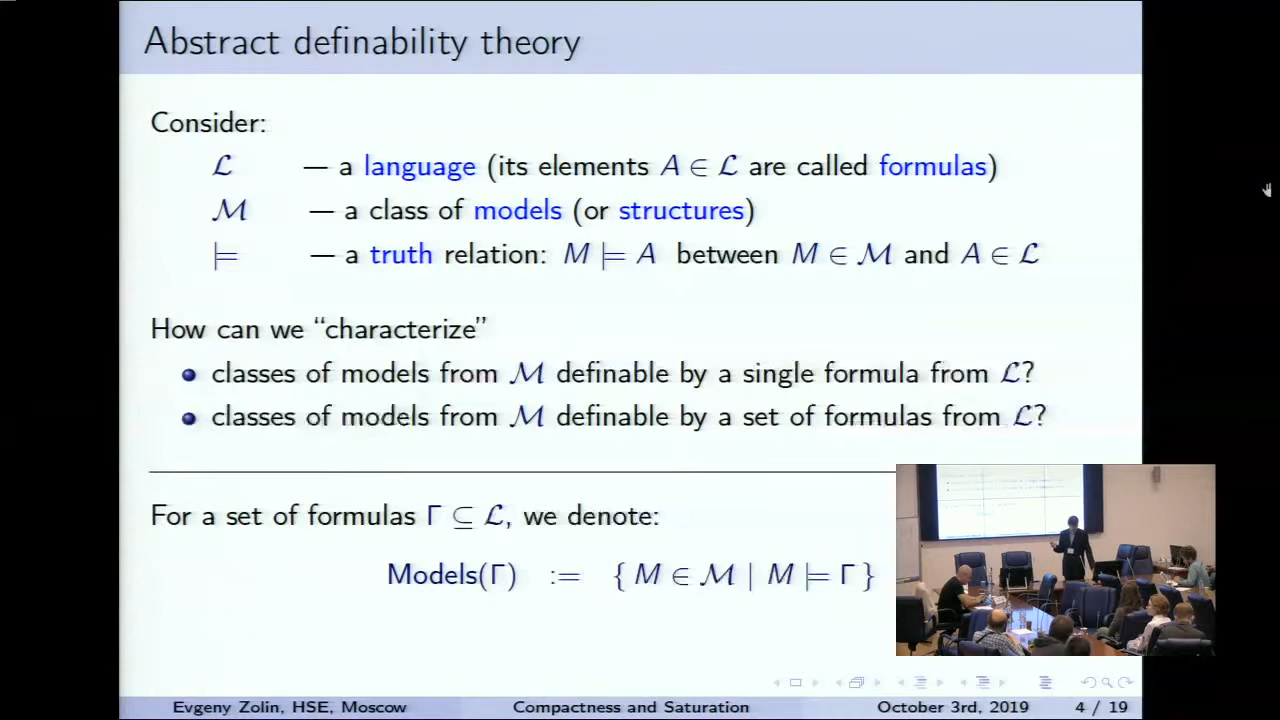 Abstract definability theory
Consider:
ℒ — a language (its elements A ∈ ℒ are called formulas)
ℳ — a class of models (or structures)
⊨ — a truth relation: M ⊨ A between M ∈ ℳ and A ∈ ℒ
How can we “characterize”
classes of models from ℳ definable by a single formula from ℒ?
classes of models from ℳ definable by a set of formulas from ℒ?
For a set of formulas Γ ⊆ ℒ, we denote:
Models(Γ) := { M ∈ ℳ | M ⊨ Γ }
Evgeny Zolin, HSE, Moscow Compactness and Saturation October 3rd, 2019 4 / 19